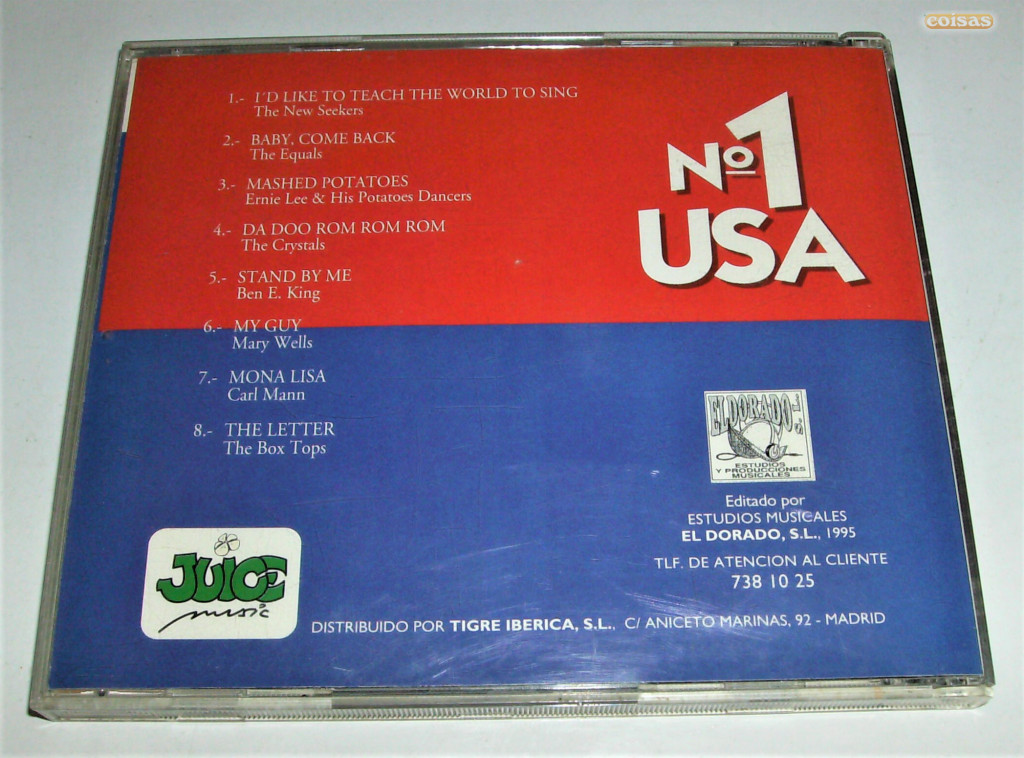 coisas
1.- I´D LIKE TO TEACH THE WORLD TO SING
The New Seekers
2.- BABY, COME BACK
The Equals
3.- MASHED POTATOES
Ernie Lee & His Potatoes Dancers
4.- DA DOO ROM ROM ROM
The Crystals
5.- STAND BY ME
Ben E. King
6.- MY GUY
Mary Wells
7.- MONA LISA
Carl Mann
8.- THE LETTER
The Box Tops
Nº1
USA
EL DORADO S.L.
ESTUDIOS
Y PRODUCCIONES
MUSICALES
Editado por
ESTUDIOS MUSICALES
EL DORADO, S.L., 1995
TLF. DE ATENCION AL CLIENTE
738 10 25
JUICE
music
DISTRIBUIDO POR TIGRE IBERICA, S.L., C/ ANICETO MARINAS, 92 - MADRID